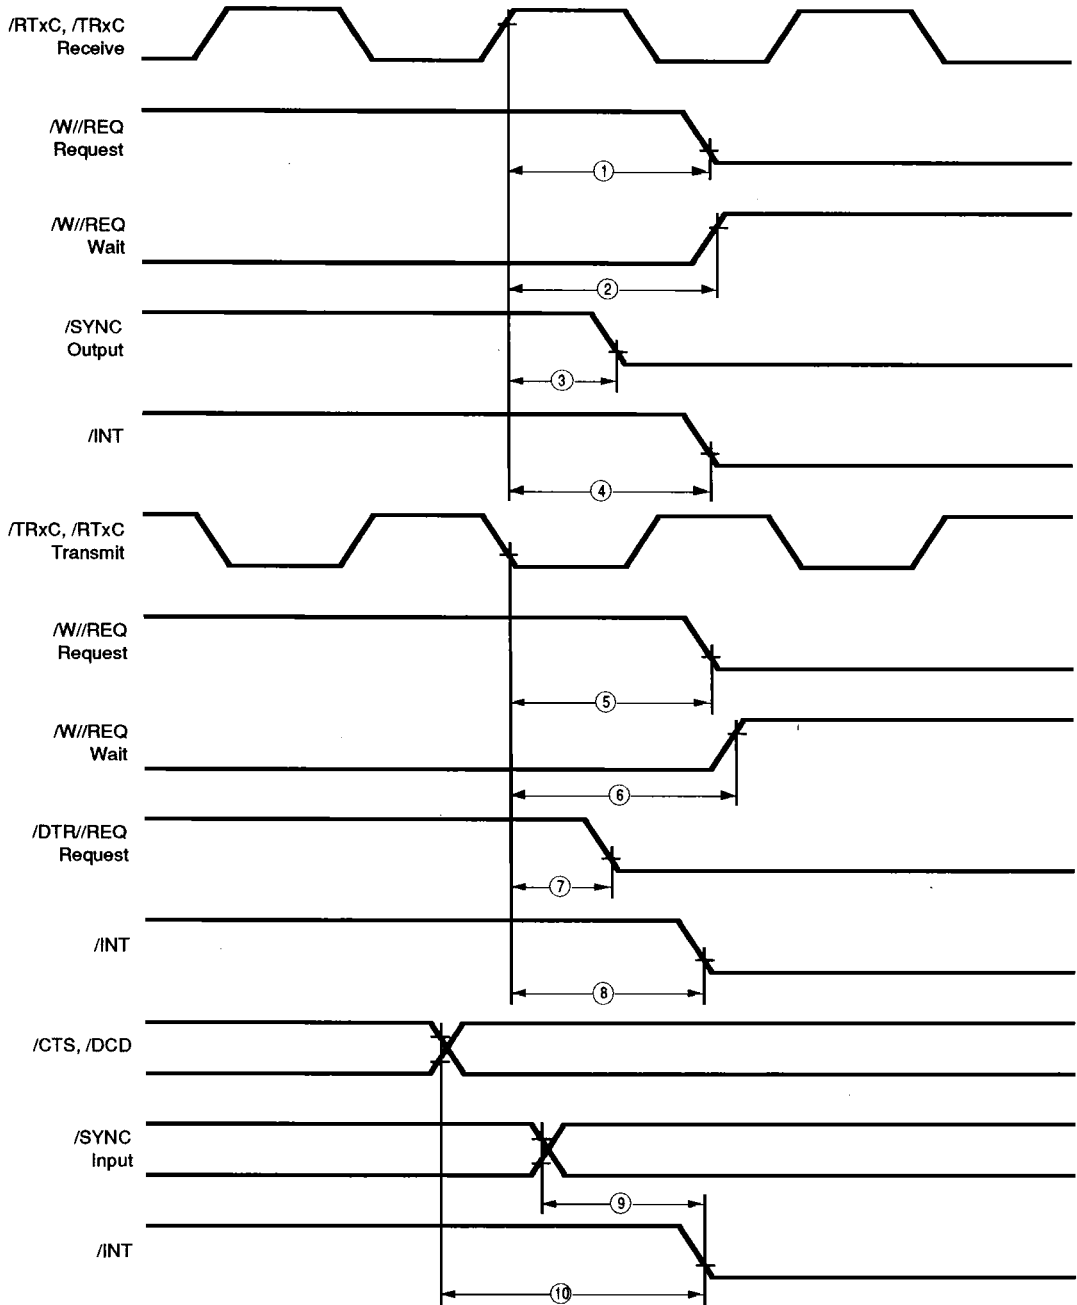 /RTxC, /TRxC
Receive
/W//REQ
Request
①
/W//REQ
Wait
②
/SYNC
Output
③
/INT
④
/TRxC, /RTxC
Transmit
/W//REQ
Request
⑤
/W//REQ
Wait
⑥
/DTR//REQ
Request
⑦
/INT
⑧
/CTS, /DCD
/SYNC
Input
⑨
/INT
⑩